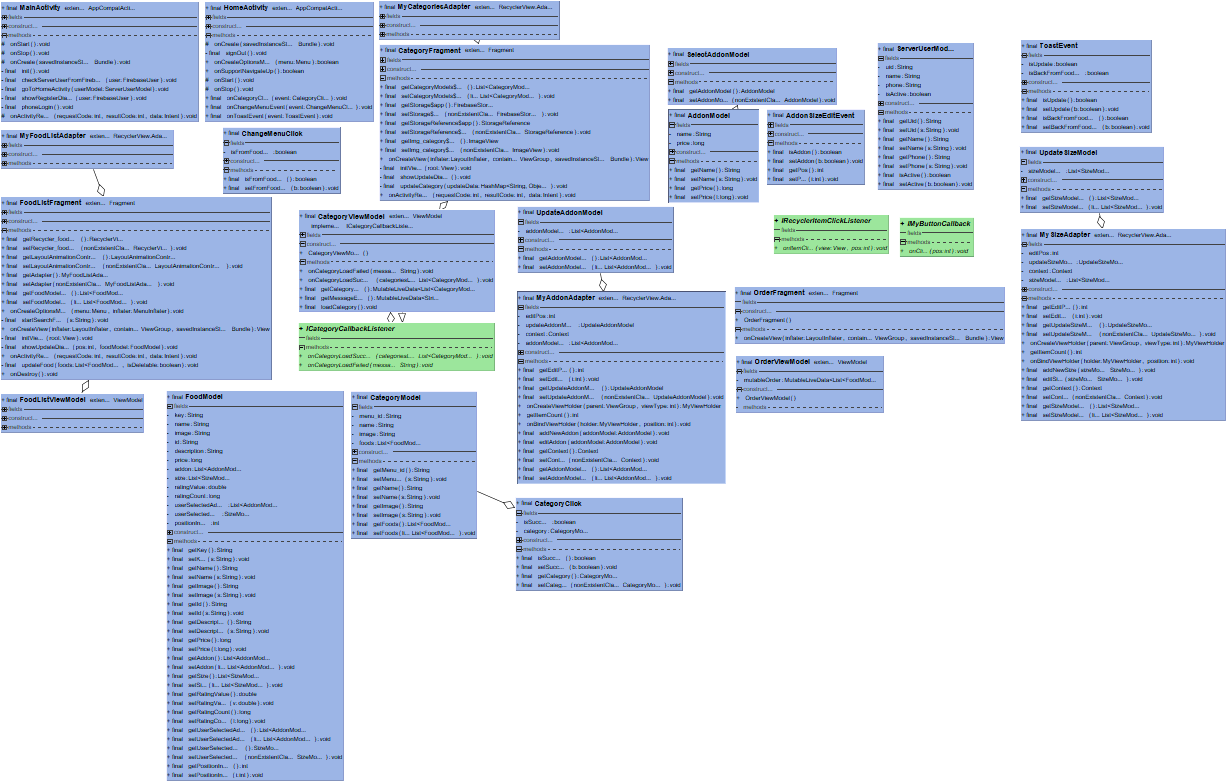 MainActivity exten... AppCompatActi...
fields
construct...
methods
# onStart ( ) : void
# onStop ( ) : void
# onCreate ( savedInstanceSt... Bundle ) : void
- final init ( ) : void
- final checkServerUserFromFireb... ( user: FirebaseUser ) : void
- final goToHomeActivity ( userModel: ServerUserModel ) : void
- final showRegisterDia... ( user: FirebaseUser ) : void
- final phoneLogin ( ) : void
# onActivityRe... ( requestCode: int , resultCode: int , data: Intent ) : void
HomeActivity exten... AppCompatActi...
fields
construct...
methods
# onCreate ( savedInstanceSt... Bundle ) : void
- final signOut ( ) : void
+ onCreateOptionsM... ( menu: Menu ) : boolean
+ onSupportNavigateUp ( ) : boolean
# onStart ( ) : void
# onStop ( ) : void
+ final onCategoryCl... ( event: CategoryCli... ) : void
+ final onChangeMenuEvent ( event: ChangeMenuCl... ) : void
+ final onToastEvent ( event: ToastEvent ) : void
MyCategoriesAdapter exten... RecyclerView.Ada...
fields
construct...
methods
CategoryFragment exten... Fragment
fields
construct...
methods
+ final getCategoryModels$... ( ) : List<CategoryMod...
+ final setCategoryModels$... ( li... List<CategoryMod... ) : void
+ final getStorage$app ( ) : FirebaseStor...
+ final setStorage$... ( nonExistentCla... FirebaseStor... ) : void
+ final getStorageReference$app ( ) : StorageReference
+ final setStorageReference$... ( nonExistentCla... StorageReference ) : void
+ final getImg_category$... ( ) : ImageView
+ final setImg_category$... ( nonExistentCla... ImageView ) : void
+ onCreateView ( inflater: LayoutInflater , contain... ViewGroup , savedInstanceSt... Bundle ) : View
- final initVie... ( root: View ) : void
- final showUpdateDia... ( ) : void
- final updateCategory ( updateData: HashMap<String, Obje... ) : void
+ onActivityRe... ( requestCode: int , resultCode: int , data: Intent ) : void
+ final SelectAddonModel
fields
construct...
methods
+ final getAddonModel ( ) : AddonModel
+ final setAddonMo... ( nonExistentCla... AddonModel ) : void
+ final ServerUserMod...
fields
- uid : String
- name : String
- phone : String
- isActive : boolean
construct...
methods
+ final getUid ( ) : String
+ final setUid ( s: String ) : void
+ final getName ( ) : String
+ final setName ( s: String ) : void
+ final getPhone ( ) : String
+ final setPhone ( s: String ) : void
+ final isActive ( ) : boolean
+ final setActive ( b: boolean ) : void
+ final ToastEvent
fields
- isUpdate : boolean
- isBackFromFood... : boolean
construct...
methods
+ final isUpdate ( ) : boolean
+ final setUpdate ( b: boolean ) : void
+ final isBackFromFood... ( ) : boolean
+ final setBackFromFood... ( b: boolean ) : void
+ final MyFoodListAdapter exten... RecyclerView.Ada...
fields
construct...
methods
+ final ChangeMenuClick
fields
- isFromFood... : boolean
construct...
methods
+ final isFromFood... ( ) : boolean
+ final setFromFood... ( b: boolean ) : void
+ final AddonModel
fields
- name : String
- price : long
construct...
methods
+ final getName ( ) : String
+ final setName ( s: String ) : void
+ final getPrice ( ) : long
+ final setPrice ( l: long ) : void
+ final AddonSizeEditEvent
fields
construct...
methods
+ final isAddon ( ) : boolean
+ final setAddon ( b: boolean ) : void
+ final getPos ( ) : int
+ final setP... ( i: int ) : void
+ final UpdateSizeModel
fields
sizeModel... : List<SizeMod...
construct...
methods
+ final getSizeModel... ( ) : List<SizeMod...
+ final setSizeModel... ( li... List<SizeMod... ) : void
+ final FoodListFragment exten... Fragment
fields
construct...
methods
+ final getRecycler_food... ( ) : RecyclerVi...
+ final setRecycler_food... ( nonExistentCla... RecyclerVi... ) : void
+ final getLayoutAnimationContr... ( ) : LayoutAnimationContr...
+ final setLayoutAnimationContr... ( nonExistentCla... LayoutAnimationContr... ) : void
+ final getAdapter ( ) : MyFoodListAda...
+ final setAdapter ( nonExistentCla... MyFoodListAda... ) : void
+ final getFoodModel ( ) : List<FoodMod...
+ final setFoodModel ( li... List<FoodMod... ) : void
+ onCreateOptionsM... ( menu: Menu , inflater: MenuInflater ) : void
- final startSearchF... ( s: String ) : void
+ onCreateView ( inflater: LayoutInflater , contain... ViewGroup , savedInstanceSt... Bundle ) : View
- final initVie... ( root: View ) : void
- final showUpdateDia... ( pos: int , foodModel: FoodModel ) : void
+ onActivityRe... ( requestCode: int , resultCode: int , data: Intent ) : void
- final updateFood ( foods: List<FoodMod... , isDelatable: boolean ) : void
+ onDestroy ( ) : void
+ final CategoryViewModel exten... ViewModel
impleme... ICategoryCallbackListe...
fields
construct...
+ CategoryViewMo... ( )
methods
+ onCategoryLoadFailed ( messa... String ) : void
+ onCategoryLoadSuc... ( categoriesL... List<CategoryMod... ) : void
+ final getCategory... ( ) : MutableLiveData<List<CategoryMod...
+ final getMessageE... ( ) : MutableLiveData<Stri...
+ final loadCategory ( ) : void
+ ICategoryCallbackListener
fields
methods
+ onCategoryLoadSucc... ( categoriesL... List<CategoryMod... ) : void
+ onCategoryLoadFailed ( messa... String ) : void
+ final UpdateAddonModel
fields
addonModel... : List<AddonMod...
construct...
methods
+ final getAddonModel... ( ) : List<AddonMod...
+ final setAddonModel... ( li... List<AddonMod... ) : void
+ IRecyclerItemClickListener
fields
methods
+ onItemCli... ( view: View , pos: int ) : void
+ IMyButtonCallback
fields
methods
+ onCli... ( pos: int ) : void
+ final MySizeAdapter exten... RecyclerView.Ada...
fields
- editPos : int
- updateSizeMo... : UpdateSizeMo...
- context : Context
- sizeModel... : List<SizeMod...
construct...
methods
+ final getEditP... ( ) : int
+ final setEdit... ( i: int ) : void
+ final getUpdateSizeM... ( ) : UpdateSizeMo...
+ final setUpdateSizeM... ( nonExistentCla... UpdateSizeMo... ) : void
+ onCreateViewHolder ( parent: ViewGroup , viewType: int ) : MyViewHolder
+ getItemCount ( ) : int
+ onBindViewHolder ( holder: MyViewHolder , position: int ) : void
+ final addNewSize ( sizeMo... SizeMod... ) : void
+ final editSi... ( sizeMo... SizeMod... ) : void
+ final getContext ( ) : Context
+ final setCont... ( nonExistentCla... Context ) : void
+ final getSizeModel... ( ) : List<SizeMod...
+ final setSizeModel... ( li... List<SizeMod... ) : void
+ final MyAddonAdapter exten... RecyclerView.Ada...
fields
- editPos : int
- updateAddonM... : UpdateAddonModel
- context : Context
- addonModel... : List<AddonMod...
construct...
methods
+ final getEditP... ( ) : int
+ final setEdit... ( i: int ) : void
+ final getUpdateAddonM... ( ) : UpdateAddonModel
+ final setUpdateAddonM... ( nonExistentCla... UpdateAddonModel ) : void
+ onCreateViewHolder ( parent: ViewGroup , viewType: int ) : MyViewHolder
+ getItemCount ( ) : int
+ onBindViewHolder ( holder: MyViewHolder , position: int ) : void
+ final addNewAddon ( addonModel: AddonModel ) : void
+ final editAddon ( addonModel: AddonModel ) : void
+ final getContext ( ) : Context
+ final setCont... ( nonExistentCla... Context ) : void
+ final getAddonModel... ( ) : List<AddonMod...
+ final setAddonModel... ( li... List<AddonMod... ) : void
+ final OrderFragment exten... Fragment
fields
construct...
+ OrderFragment ( )
methods
+ onCreateView ( inflater: LayoutInflater , contain... ViewGroup , savedInstanceSt... Bundle ) : View
+ final OrderViewModel exten... ViewModel
fields
- mutableOrder : MutableLiveData<List<FoodMod...
construct...
+ OrderViewModel ( )
methods
+ final FoodListViewModel exten... ViewModel
fields
construct...
methods
+ final FoodModel
fields
- key : String
- name : String
- image : String
- id : String
- description : String
- price : long
- addon : List<AddonMod...
- size : List<SizeMod...
- ratingValue : double
- ratingCount : long
- userSelectedAd... : List<AddonMod...
- userSelected... : SizeMo...
- positionIn... : int
construct...
methods
+ final getKey ( ) : String
+ final setK... ( s: String ) : void
+ final getName ( ) : String
+ final setName ( s: String ) : void
+ final getImage ( ) : String
+ final setImage ( s: String ) : void
+ final getId ( ) : String
+ final setId ( s: String ) : void
+ final getDescript... ( ) : String
+ final setDescript... ( s: String ) : void
+ final getPrice ( ) : long
+ final setPrice ( l: long ) : void
+ final getAddon ( ) : List<AddonMod...
+ final setAddon ( li... List<AddonMod... ) : void
+ final getSize ( ) : List<SizeMod...
+ final setSi... ( li... List<SizeMod... ) : void
+ final getRatingValue ( ) : double
+ final setRatingVa... ( v: double ) : void
+ final getRatingCount ( ) : long
+ final setRatingCo... ( l: long ) : void
+ final getUserSelectedAd... ( ) : List<AddonMod...
+ final setUserSelectedAd... ( li... List<AddonMod... ) : void
+ final getUserSelected... ( ) : SizeMo...
+ final setUserSelected... ( nonExistentCla... SizeMo... ) : void
+ final getPositionIn... ( ) : int
+ final setPositionIn... ( i: int ) : void
+ final CategoryModel
fields
- menu_id : String
- name : String
- image : String
- foods : List<FoodMod...
construct...
methods
+ final getMenu_id ( ) : String
+ final setMenu... ( s: String ) : void
+ final getName ( ) : String
+ final setName ( s: String ) : void
+ final getImage ( ) : String
+ final setImage ( s: String ) : void
+ final getFoods ( ) : List<FoodMod...
+ final setFoods ( li... List<FoodMod... ) : void
+ final CategoryClick
fields
- isSucc... : boolean
- category : CategoryMo...
construct...
methods
+ final isSucc... ( ) : boolean
+ final setSucc... ( b: boolean ) : void
+ final getCategory ( ) : CategoryMo...
+ final setCateg... ( nonExistentCla... CategoryMo... ) : void